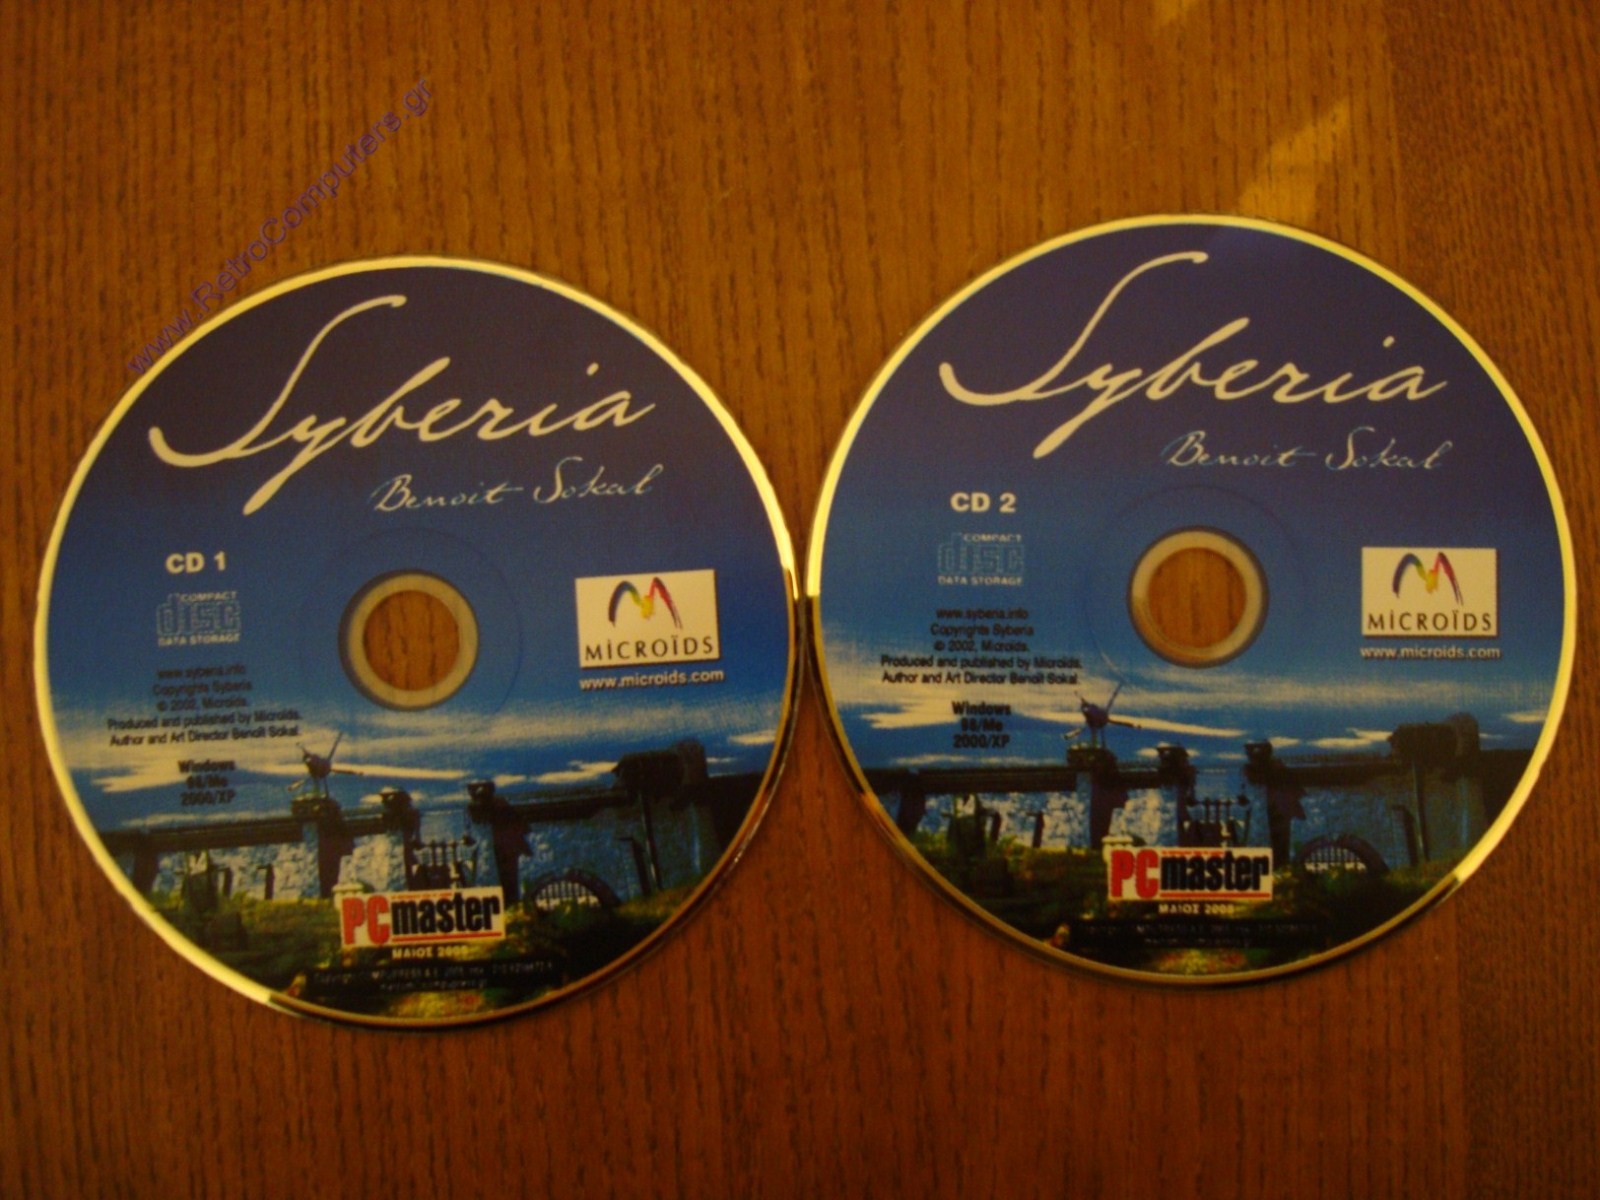 www.RetroComputers.gr
Syberia
Benoit Sokal
CD 1
COMPACT
disc
DATA STORAGE
MiCROÏDS
www.microids.com
www.syberia.info
Copyrights Syberia
© 2002, Microïds.
Produced and published by Microïds.
Author and Art Director Benoît Sokal.
Windows
98/Me
2000/XP
PCmaster
ΜΑΙΟΣ
Syberia
Benoit Sokal
CD 2
COMPACT
disc
DATA STORAGE
MiCROÏDS
www.microids.com
www.syberia.info
Copyrights Syberia
© 2002, Microïds.
Produced and published by Microïds.
Author and Art Director Benoît Sokal.
Windows
98/Me
2000/XP
PCmaster
ΜΑΙΟΣ